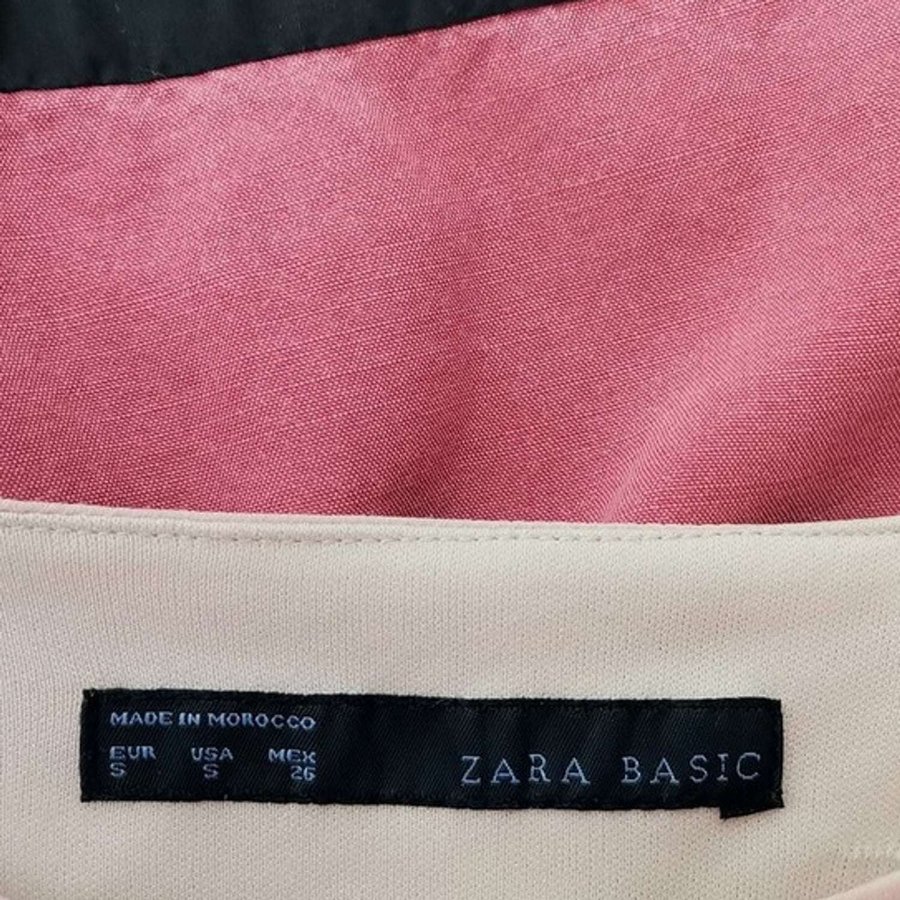 MADE IN MOROCCO
EUR USA MEX
S S 26
ZARA BASIC